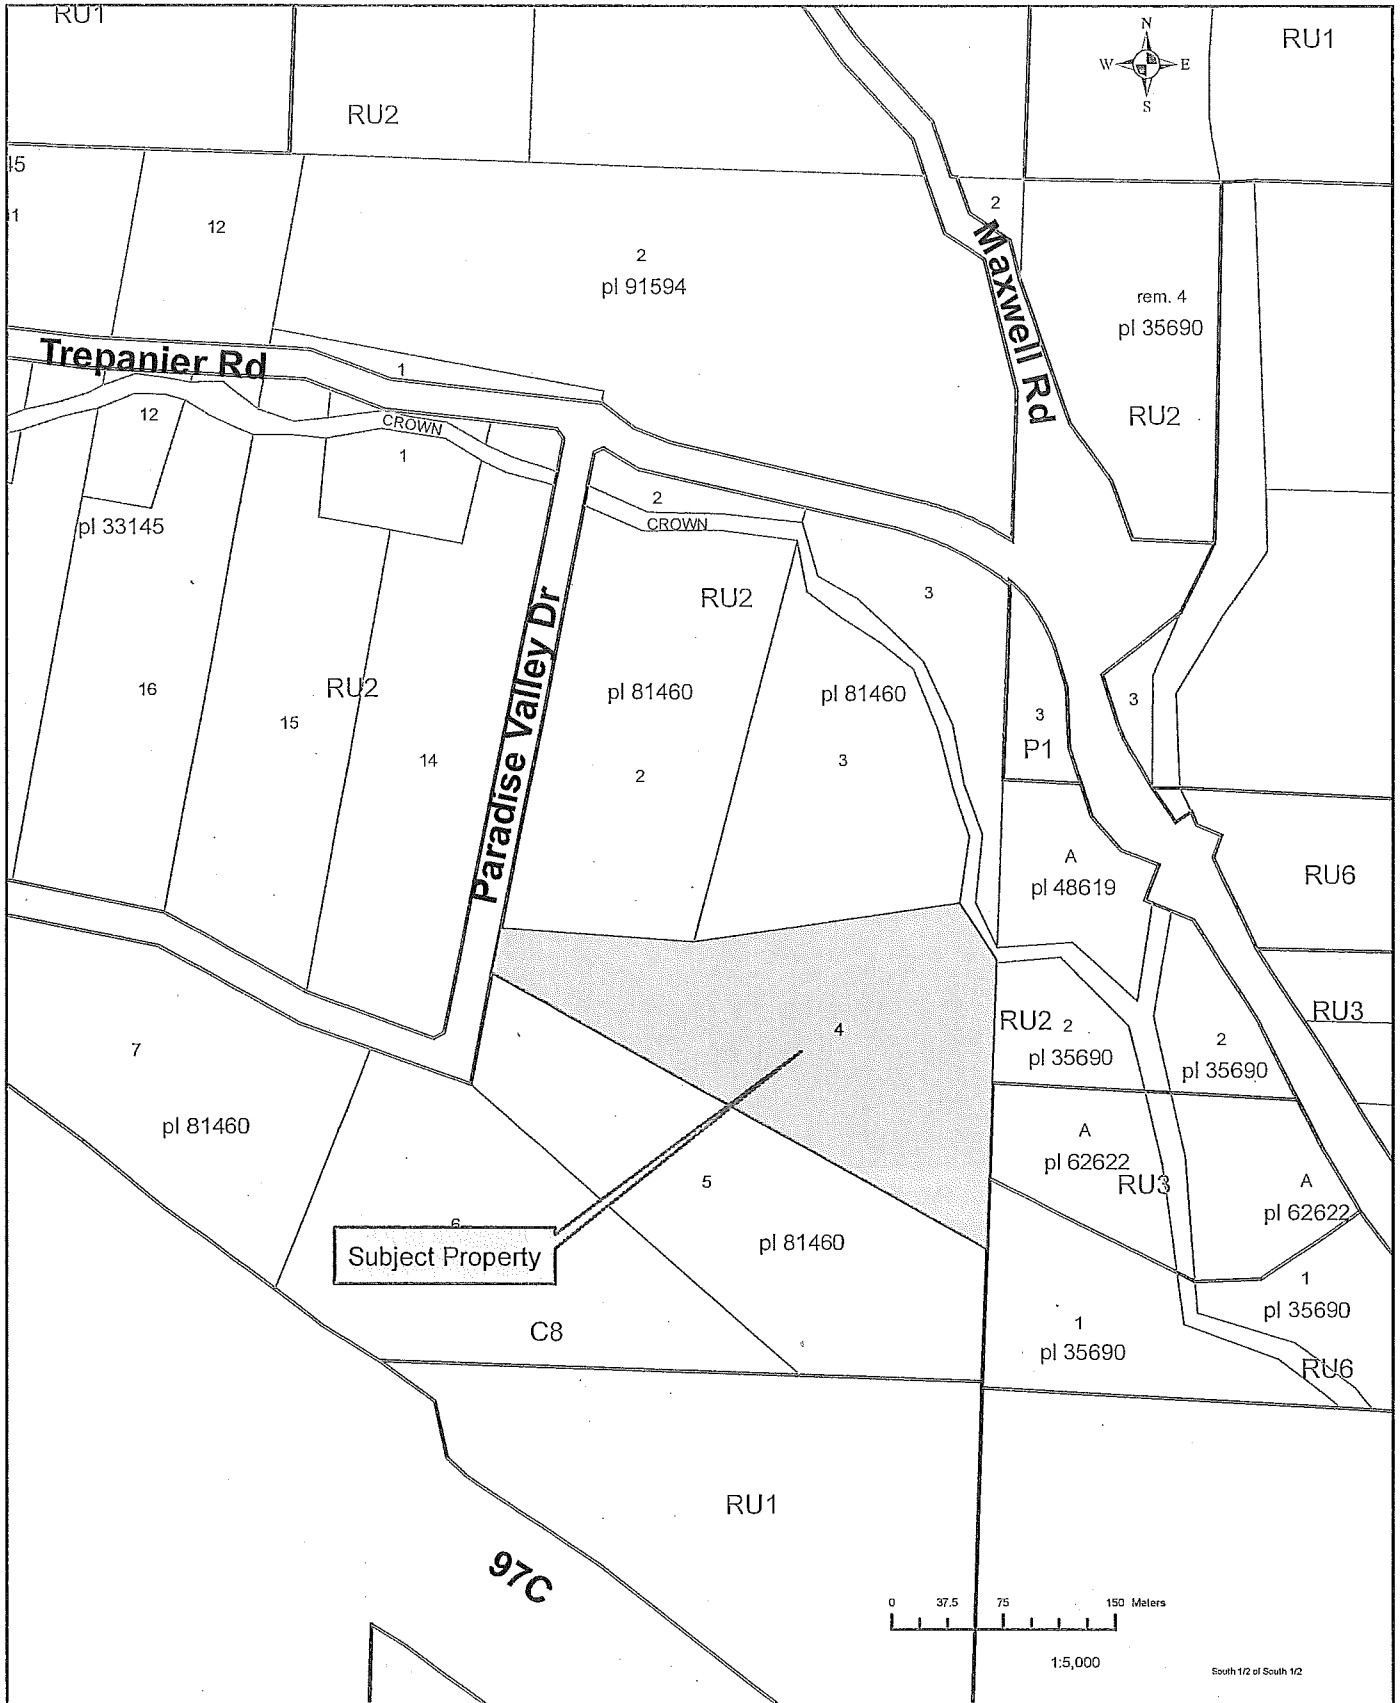 RU1
N
W E
S
RU1
RU2
45
12
2
pl 91594
2
Maxwell Rd
rem. 4
pl 35690
RU2
Trepanier Rd
1
12
CROWN
1
pl 33145
2
CROWN
RU2
3
16
RU2
15
14
Paradise Valley Dr
pl 81460
2
pl 81460
3
3
P1
3
A
pl 48619
RU6
RU3
4
RU2
2
pl 35690
2
pl 35690
7
pl 81460
A
pl 62622
RU3
A
pl 62622
5
pl 81460
6
Subject Property
C8
1
pl 35690
1
pl 35690
RU6
RU1
97C
0 37.5 75 150 Meters
1:5,000
South 1/2 of South 1/2